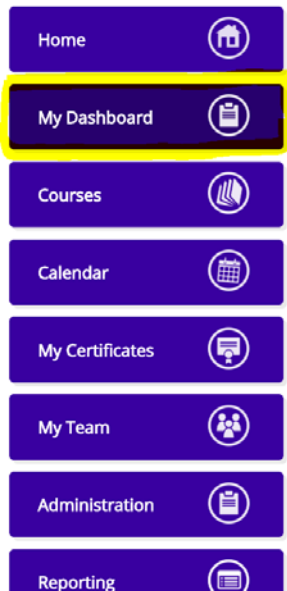 Home
My Dashboard
Courses
Calendar
My Certificates
My Team
Administration
Reporting